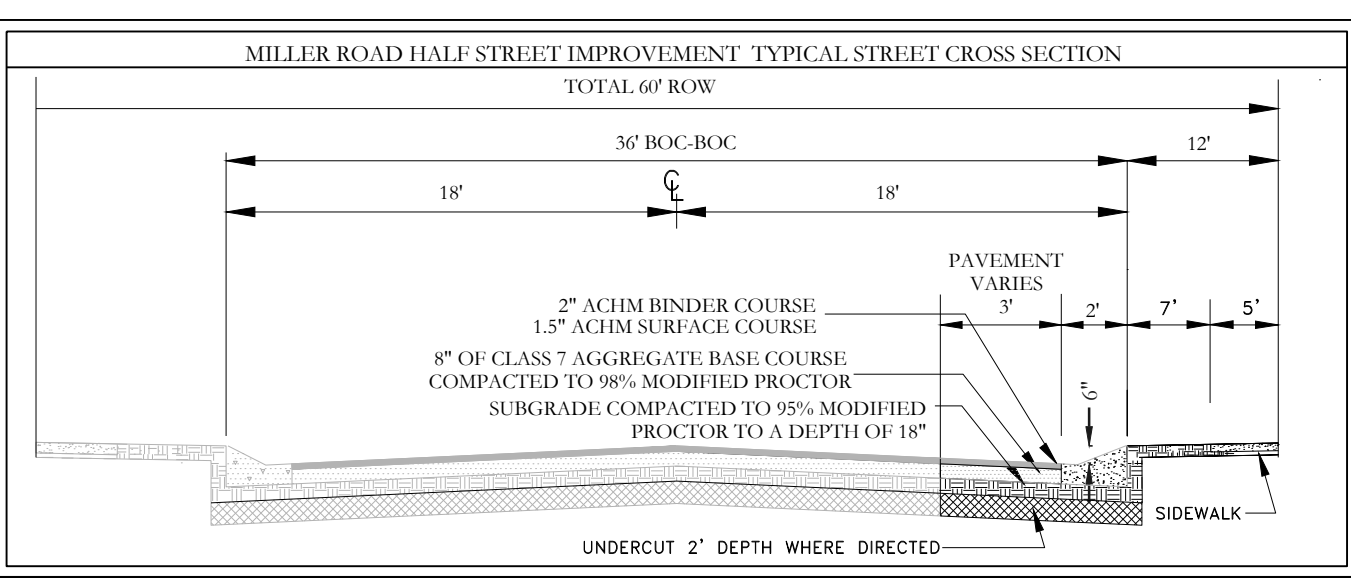 MILLER ROAD HALF STREET IMPROVEMENT TYPICAL STREET CROSS SECTION
TOTAL 60' ROW
36' BOC-BOC
12'
18'
℄
18'
PAVEMENT
VARIES
3'
2'
7'
5'
2" ACHM BINDER COURSE
1.5" ACHM SURFACE COURSE
8" OF CLASS 7 AGGREGATE BASE COURSE
COMPACTED TO 98% MODIFIED PROCTOR
6"
SUBGRADE COMPACTED TO 95% MODIFIED
PROCTOR TO A DEPTH OF 18"
SIDEWALK
UNDERCUT 2' DEPTH WHERE DIRECTED